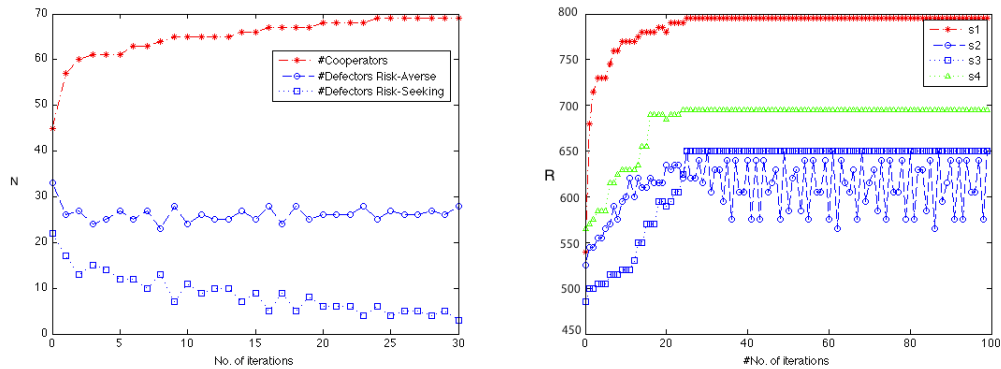 70
60
50
40
30
20
10
0
N
0 5 10 15 20 25 30
No. of iterations
#Cooperators
#Defectors Risk-Averse
#Defectors Risk-Seeking
800
750
700
650
600
550
500
450
R
0 20 40 60 80 100
#No. of iterations
s1
s2
s3
s4